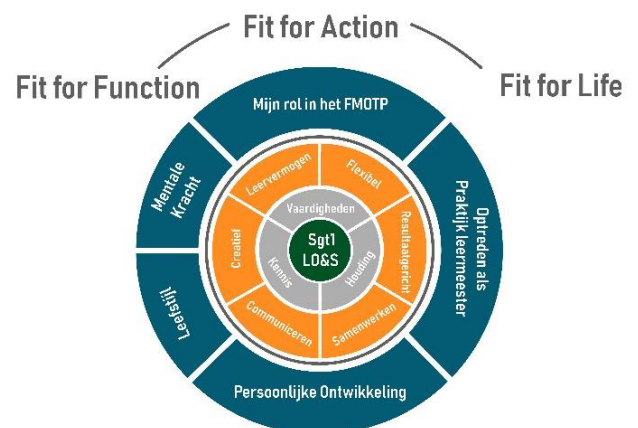 Fit for Action
Fit for Function
Fit for Life
Mijn rol in het FMOTP
Mentale
Kracht
Optreden als
Praktijk leermeester
Leefstijl
Persoonlijke Ontwikkeling
Leervermogen
Flexibel
Creatief
Resultaatgericht
Communiceren
Samenwerken
Vaardigheden
Kennis
Houding
Sgt1
LO&S